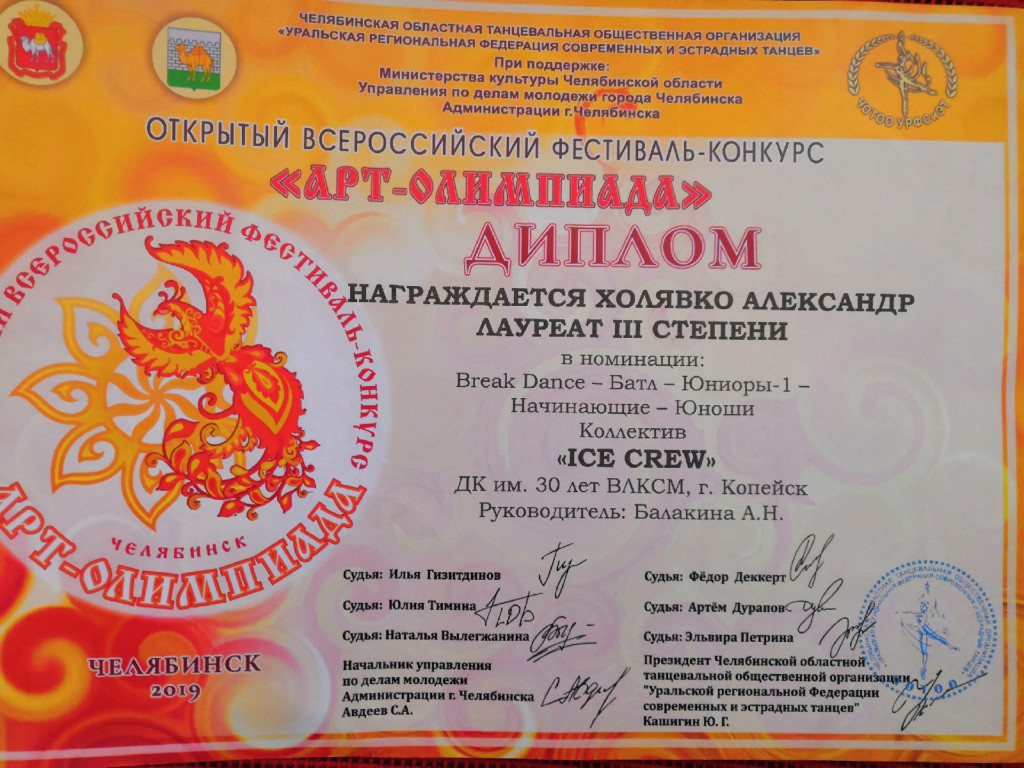 ЧЕЛЯБИНСКАЯ ОБЛАСТНАЯ ТАНЦЕВАЛЬНАЯ ОБЩЕСТВЕННАЯ ОРГАНИЗАЦИЯ
«УРАЛЬСКАЯ РЕГИОНАЛЬНАЯ ФЕДЕРАЦИЯ СОВРЕМЕННЫХ И ЭСТРАДНЫХ ТАНЦЕВ»
При поддержке:
Министерства культуры Челябинской области
Управления по делам молодежи города Челябинска
Администрации г.Челябинска
ЧОТОО УРФСИЭТ
ОТКРЫТЫЙ ВСЕРОССИЙСКИЙ ФЕСТИВАЛЬ-КОНКУРС
«АРТ-ОЛИМПИАДА»
ДИПЛОМ
ВСЕРОССИЙСКИЙ ФЕСТИВАЛЬ-КОНКУРС
ЧЕЛЯБИНСК
АРТ-ОЛИМПИАДА
НАГРАЖДАЕТСЯ ХОЛЯВКО АЛЕКСАНДР
ЛАУРЕАТ III СТЕПЕНИ
в номинации:
Break Dance – Батл – Юниоры-1 –
Начинающие – Юноши
Коллектив
«ICE CREW»
ДК им. 30 лет ВЛКСМ, г. Копейск
Руководитель: Балакина А.Н.
Судья: Илья Гизитдинов
Судья: Юлия Тимина
Судья: Наталья Вылегжанина
Начальник управления
по делам молодежи
Администрации г. Челябинска
Авдеев С.А.
Судья: Фёдор Деккерт
Судья: Артём Дурапов
Судья: Эльвира Петрина
Президент Челябинской областной
танцевальной общественной организации
"Уральской региональной Федерации
современных и эстрадных танцев"
Кашигин Ю. Г.
ЧЕЛЯБИНСК
2019